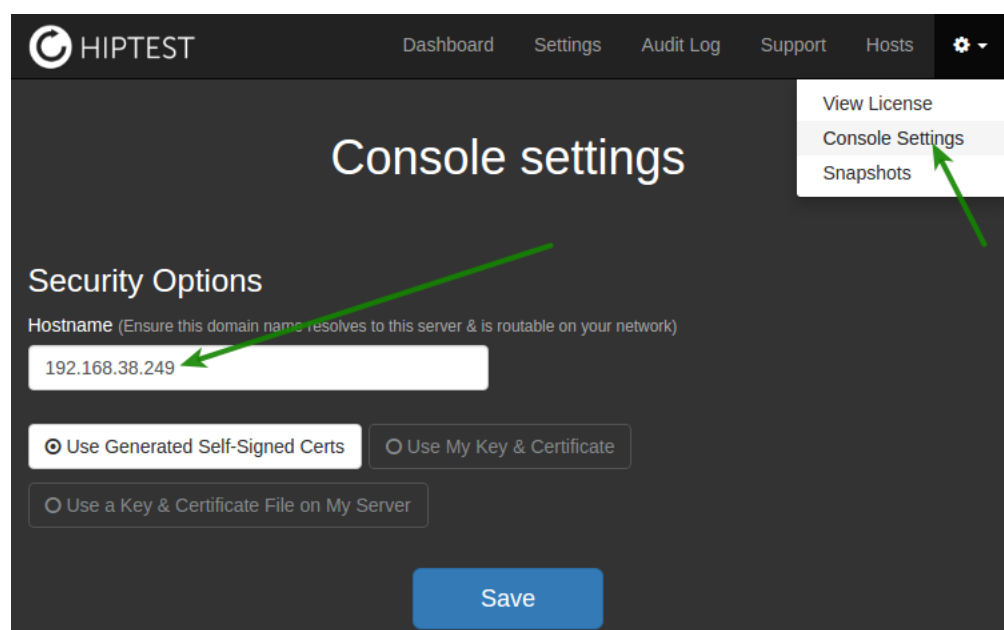 HIPTEST Dashboard Settings Audit Log Support Hosts
View License
Console Settings
Snapshots
Console settings
Security Options
Hostname (Ensure this domain name resolves to this server & is routable on your network)
192.168.38.249
Use Generated Self-Signed Certs Use My Key & Certificate
Use a Key & Certificate File on My Server
Save